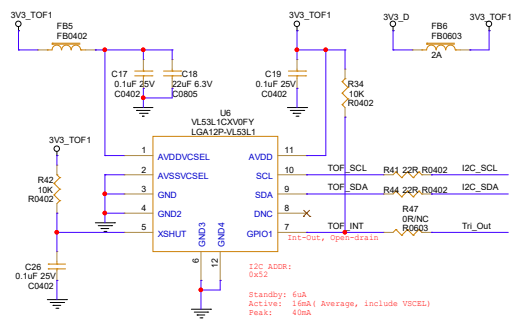 3V3_TOF1
FB5
FB0402
3V3_TOF1
3V3_D
FB6
FB0603
2A
3V3_TOF1
C17
0.1uF 25V
C0402
C18
22uF 6.3V
C0805
C19
0.1uF 25V
C0402
R34
10K
R0402
U6
VL53L1CXV0FY
LGA12P-VL53L1
3V3_TOF1
R42
10K
R0402
1 AVDDVCSEL
2 AVSSVCSEL
3 GND
4 GND2
5 XSHUT
AVDD 11
SCL 10
SDA 9
DNC 8
GPIO1 7
GND3 6
GND4 12
TOF_SCL R41 22R R0402 I2C_SCL
TOF_SDA R44 22R R0402 I2C_SDA
R47
0R/NC
TOF_INT R0603 Tri_Out
Int-Out, Open-drain
C26
0.1uF 25V
C0402
I2C ADDR:
0x52
Standby: 6uA
Active: 16mA( Average, include VSCEL)
Peak: 40mA